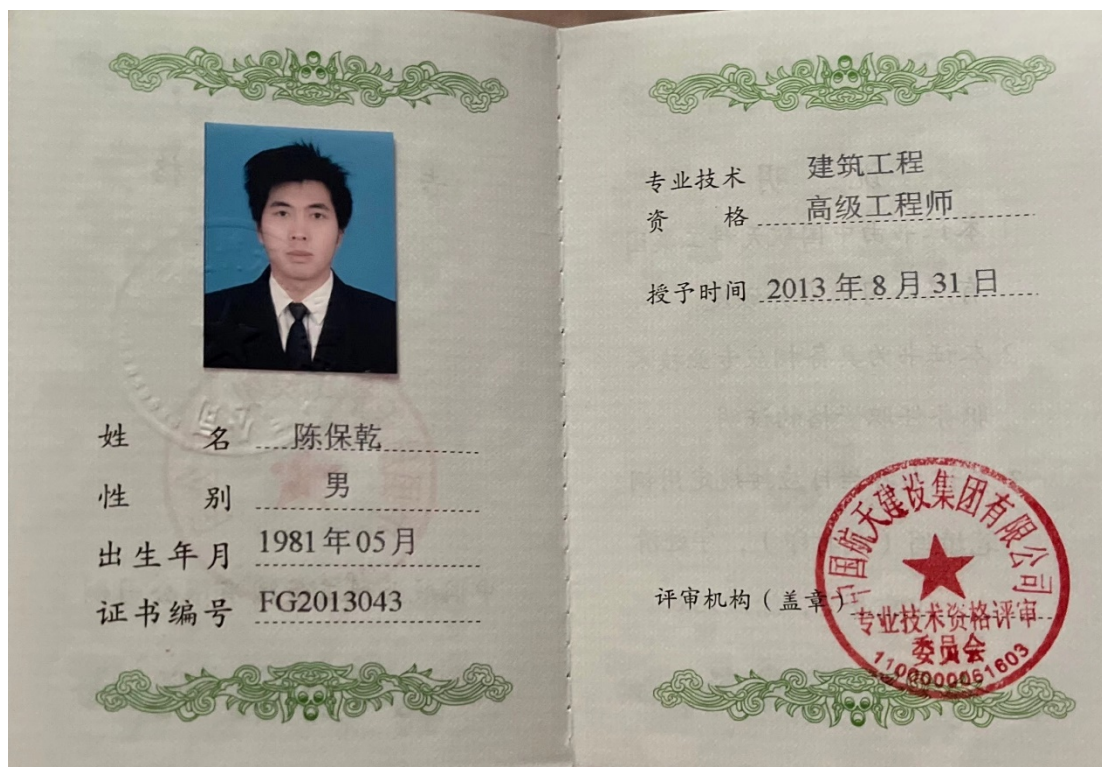 姓名 陈保乾
性别 男
出生年月 1981年05月
证书编号 FG2013043
专业技术 建筑工程
资格 高级工程师
授予时间 2013年8月31日
评审机构(盖章)
中国航天建设集团有限公司
专业技术资格评审
委员会
1100000061603